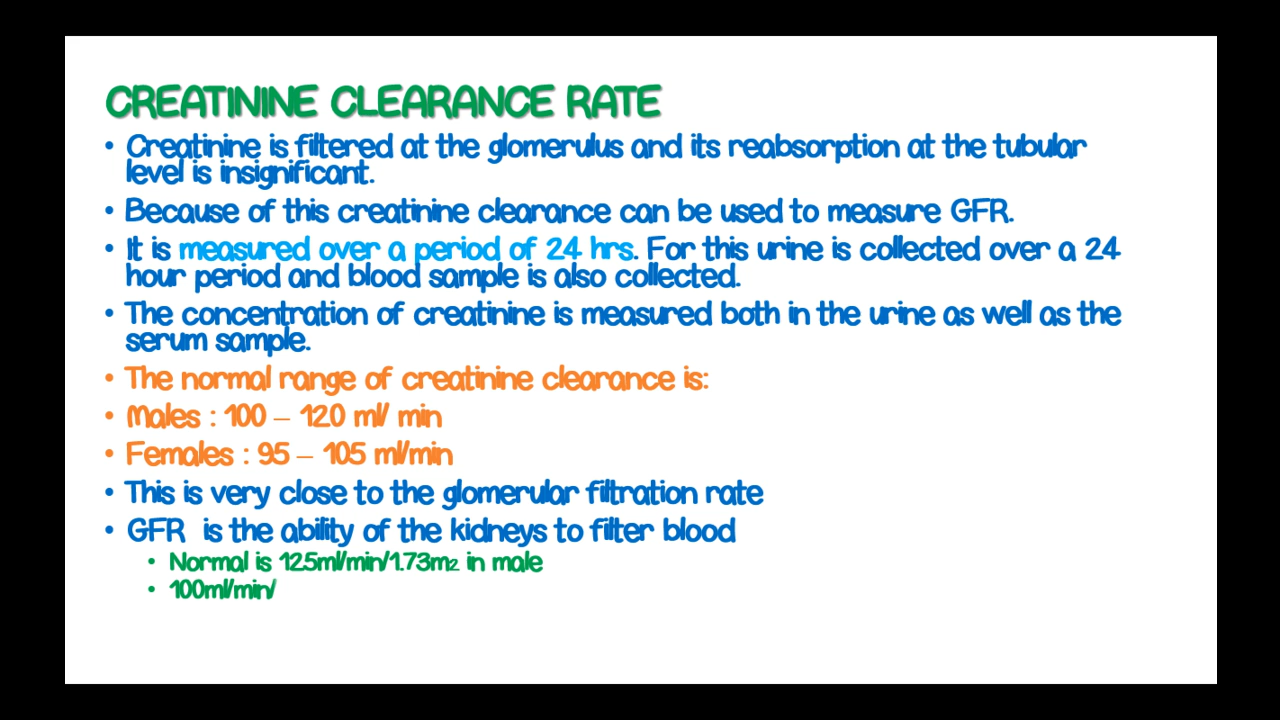 CREATININE CLEARANCE RATE
• Creatinine is filtered at the glomerulus and its reabsorption at the tubular
level is insignificant.
• Because of this creatinine clearance can be used to measure GFR.
• It is measured over a period of 24 hrs. For this urine is collected over a 24
hour period and blood sample is also collected.
• The concentration of creatinine is measured both in the urine as well as the
serum sample.
• The normal range of creatinine clearance is:
• Males : 100 – 120 ml/ min
• Females : 95 – 105 ml/min
• This is very close to the glomerular filtration rate
• GFR is the ability of the kidneys to filter blood
• Normal is 125ml/min/1.73m2 in male
• 100ml/min/